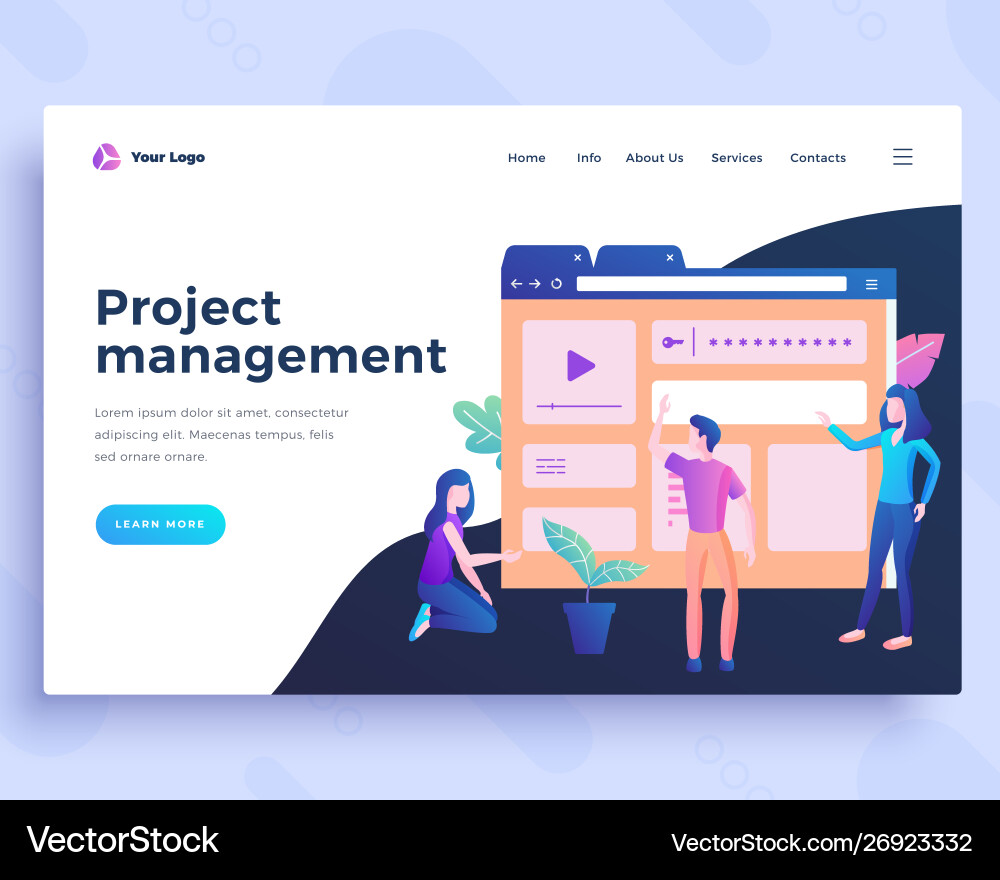 Your Logo
Home Info About Us Services Contacts
Project
management
Lorem ipsum dolor sit amet, consectetur
adipiscing elit. Maecenas tempus, felis
sed ornare ornare.
LEARN MORE
**********
VectorStock
VectorStock.com/26923332